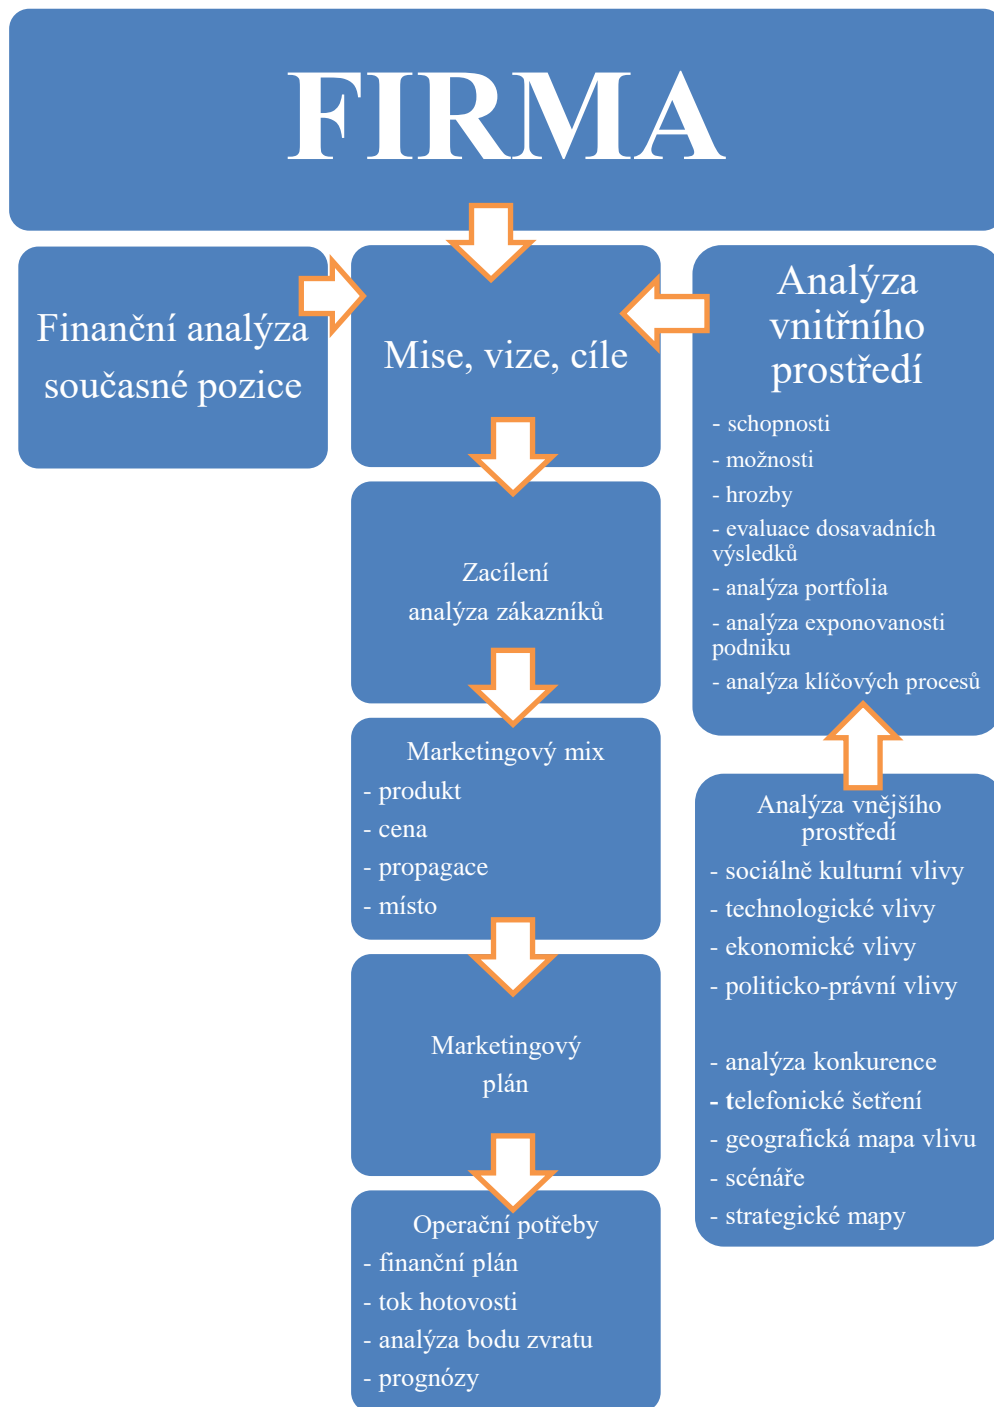 FIRMA
Finanční analýza
současné pozice
Mise, vize, cíle
Analýza
vnitřního
prostředí
- schopnosti
- možnosti
- hrozby
- evaluace dosavadních
výsledků
- analýza portfolia
- analýza exponovanosti
podniku
- analýza klíčových procesů
Zacílení
analýza zákazníků
Marketingový mix
- produkt
- cena
- propagace
- místo
Analýza vnějšího
prostředí
- sociálně kulturní vlivy
- technologické vlivy
- ekonomické vlivy
- politicko-právní vlivy
- analýza konkurence
- telefonické šetření
- geografická mapa vlivu
- scénáře
- strategické mapy
Marketingový
plán
Operační potřeby
- finanční plán
- tok hotovosti
- analýza bodu zvratu
- prognózy